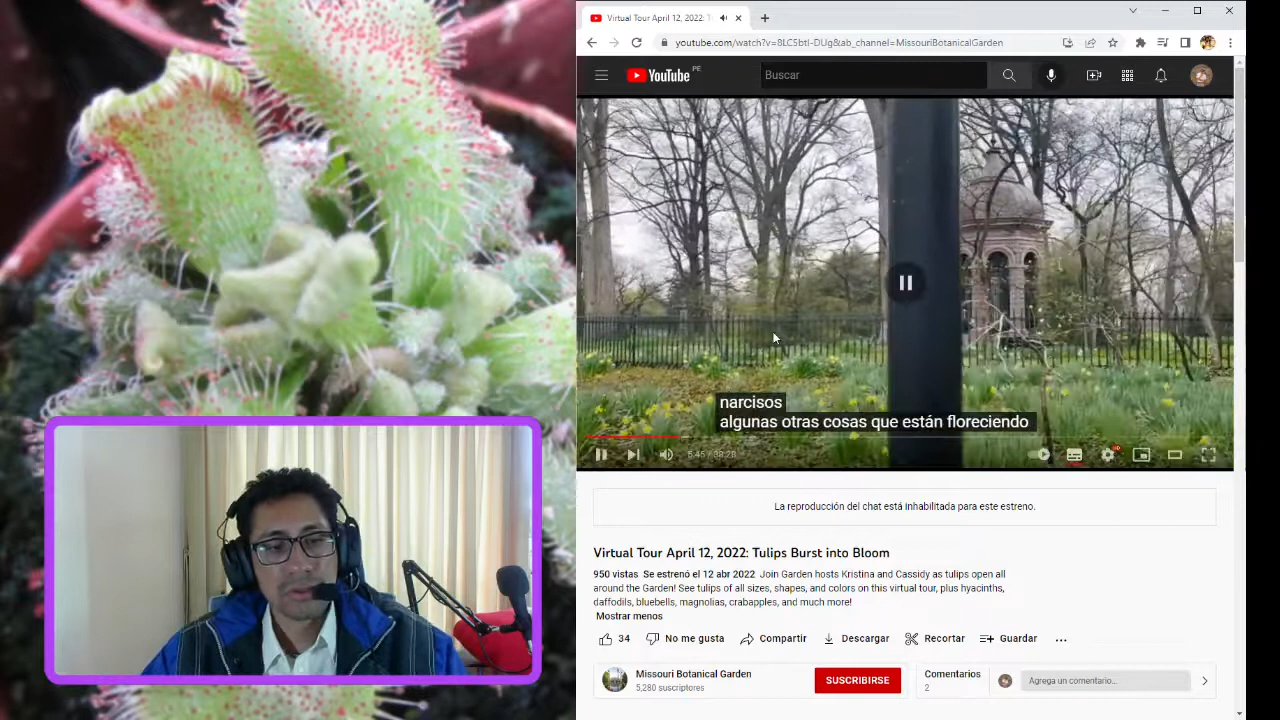 Virtual Tour April 12, 2022: T
youtube.com/watch?v=8LC5btI-DUg&ab_channel=MissouriBotanicalGarden
YouTube PE
Buscar
narcisos
algunas otras cosas que están floreciendo
5:45 / 38:28
La reproducción del chat está inhabilitada para este estreno.
Virtual Tour April 12, 2022: Tulips Burst into Bloom
950 vistas Se estrenó el 12 abr 2022 Join Garden hosts Kristina and Cassidy as tulips open all
around the Garden! See tulips of all sizes, shapes, and colors on this virtual tour, plus hyacinths,
daffodils, bluebells, magnolias, crabapples, and much more!
Mostrar menos
34 No me gusta Compartir Descargar Recortar Guardar
Missouri Botanical Garden
5,280 suscriptores
SUSCRIBIRSE
Comentarios
2
Agrega un comentario...